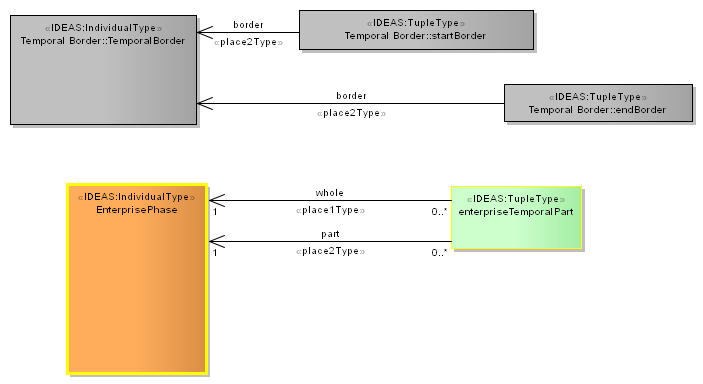 «IDEAS:IndividualType»
Temporal Border::TemporalBorder
border
«place2Type»
«IDEAS:TupleType»
Temporal Border::startBorder
border
«place2Type»
«IDEAS:TupleType»
Temporal Border::endBorder
«IDEAS:IndividualType»
EnterprisePhase
whole
1
«place1Type»
0..*
part
1
«place2Type»
0..*
«IDEAS:TupleType»
enterpriseTemporalPart